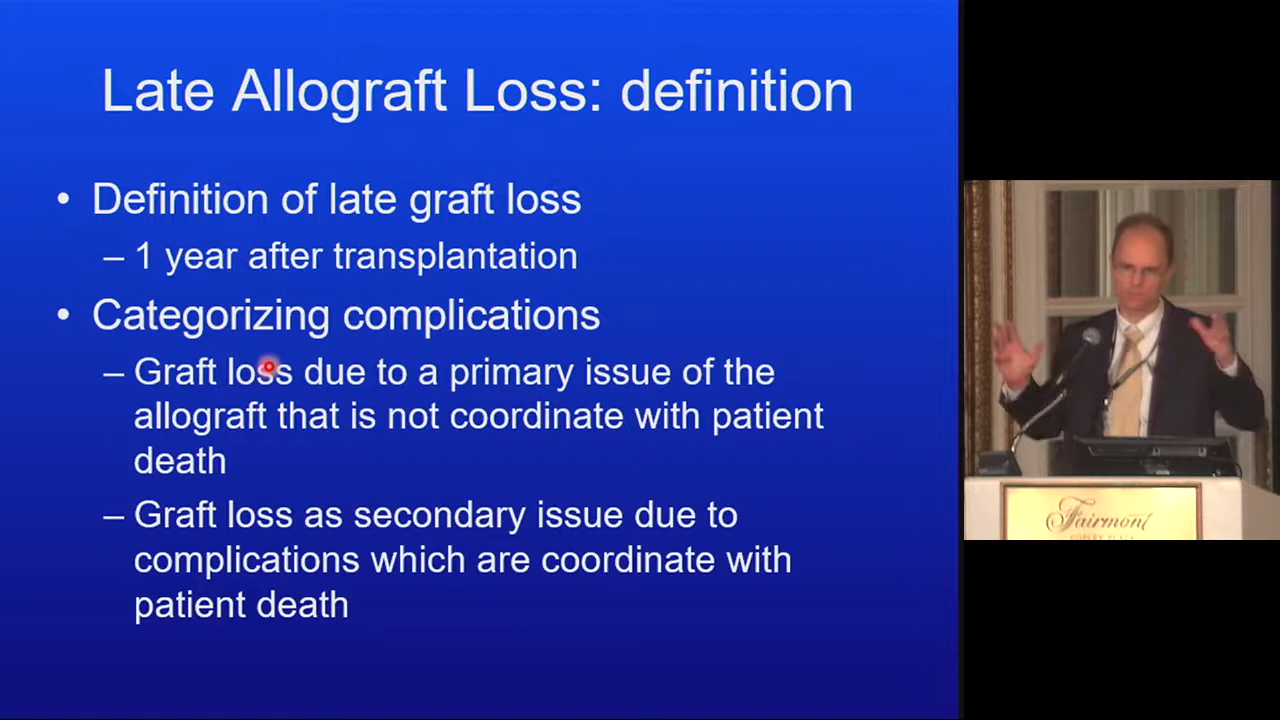 Late Allograft Loss: definition
• Definition of late graft loss
– 1 year after transplantation
• Categorizing complications
– Graft loss due to a primary issue of the
allograft that is not coordinate with patient
death
– Graft loss as secondary issue due to
complications which are coordinate with
patient death
Fairmont
COPLEY PLAZA